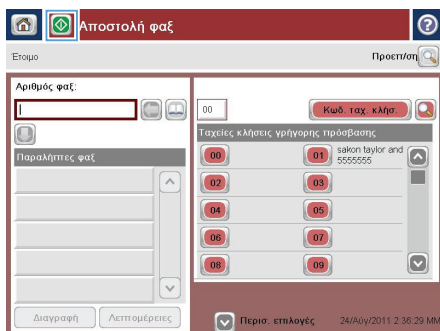 Αποστολή φαξ
Έτοιμο
Προεπ/ση
Αριθμός φαξ:
00
Κωδ. ταχ. κλήσ.
Ταχείες κλήσεις γρήγορης πρόσβασης
Παραλήπτες φαξ
00
01 sakon taylor and 5555555
02
03
04
05
06
07
08
09
Διαγραφή
Λεπτομέρειες
Περισ. επιλογές
24/Αύγ/2011 2:36:29 ΜΜ